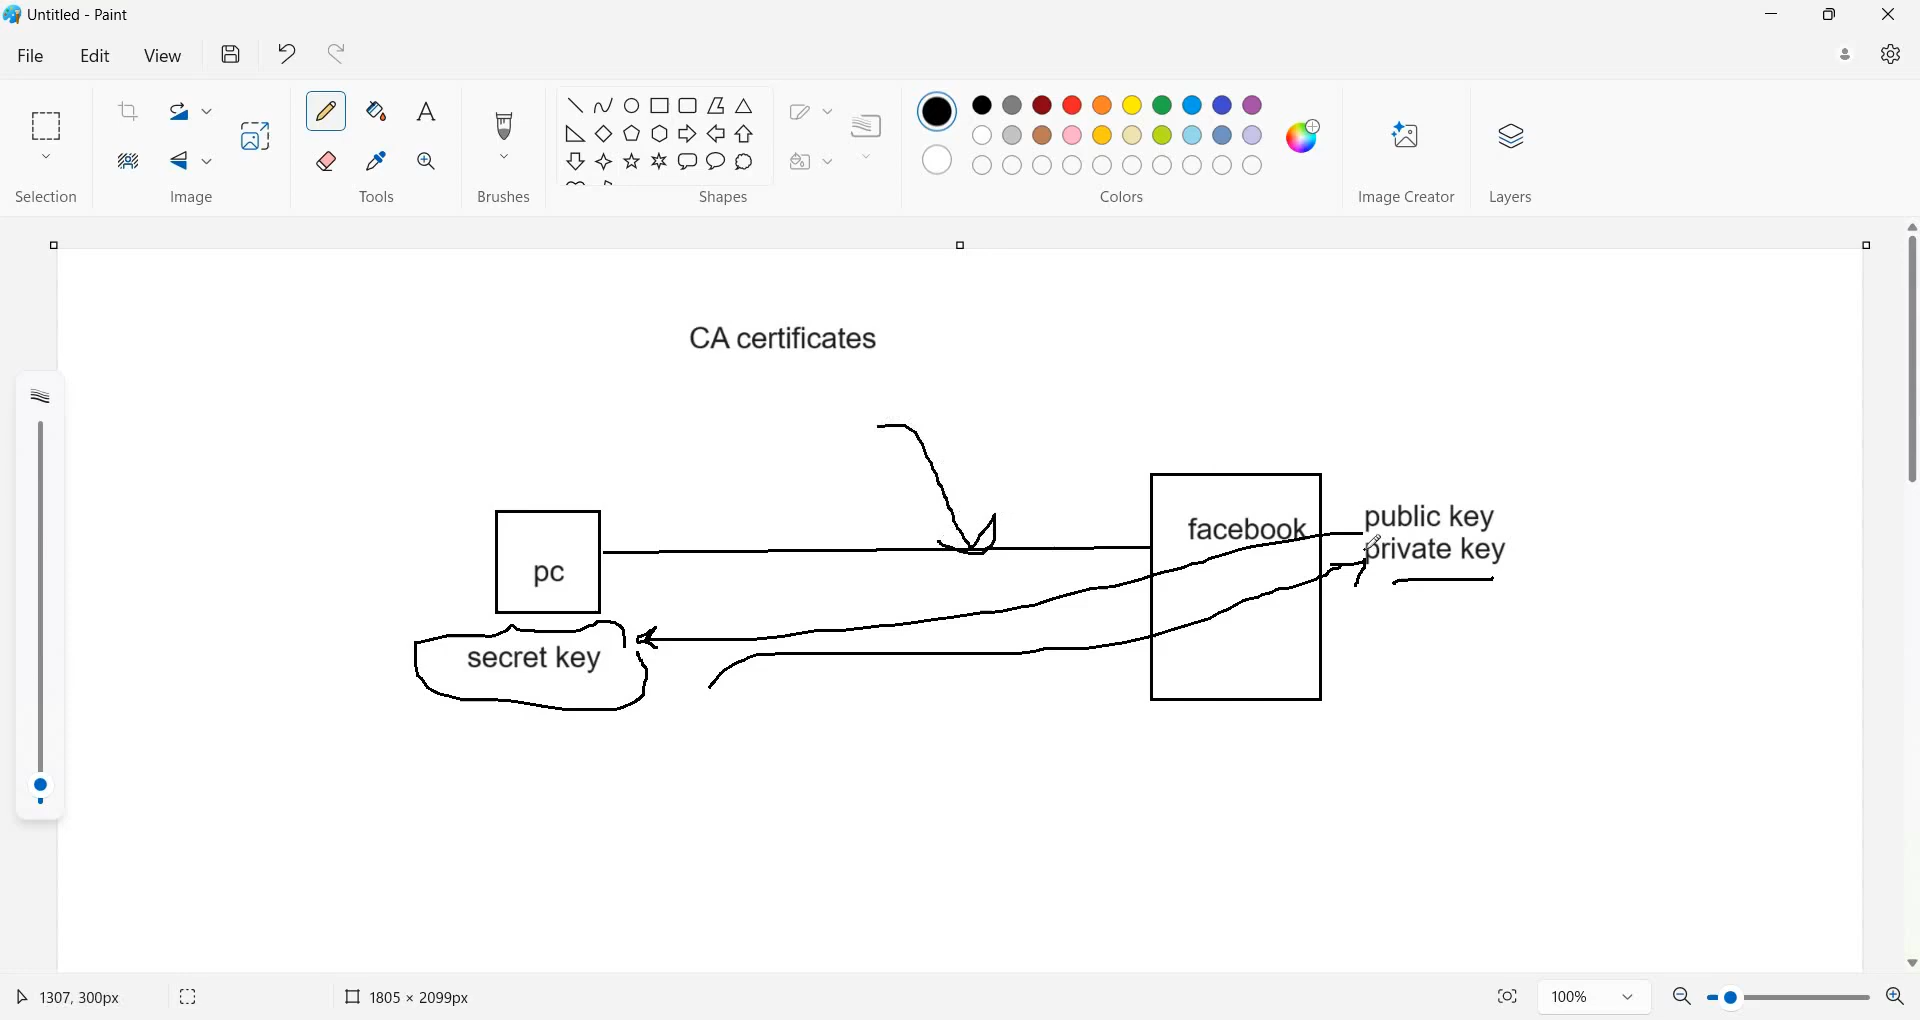 Untitled - Paint
File Edit View
Selection Image Tools Brushes Shapes Colors Image Creator Layers
CA certificates
public key
facebook
private key
pc
secret key
1307, 300px 1805 × 2099px 100%